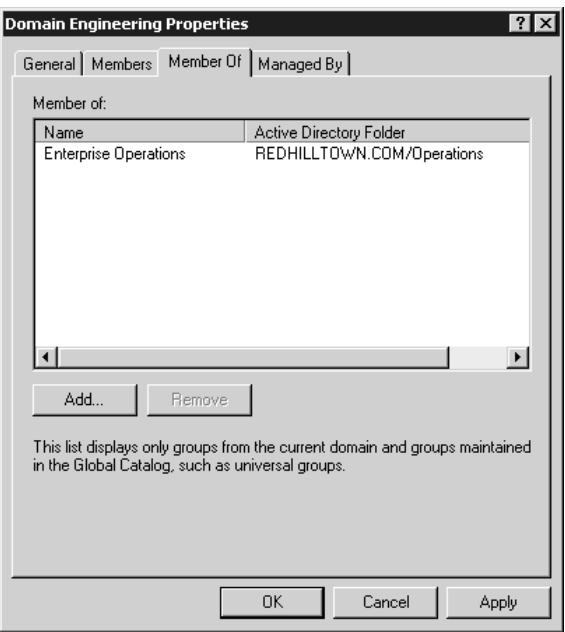 Domain Engineering Properties
General Members Member Of Managed By
Member of:
Name Active Directory Folder
Enterprise Operations REDHILLTOWN.COM/Operations
Add... Remove
This list displays only groups from the current domain and groups maintained
in the Global Catalog, such as universal groups.
OK Cancel Apply